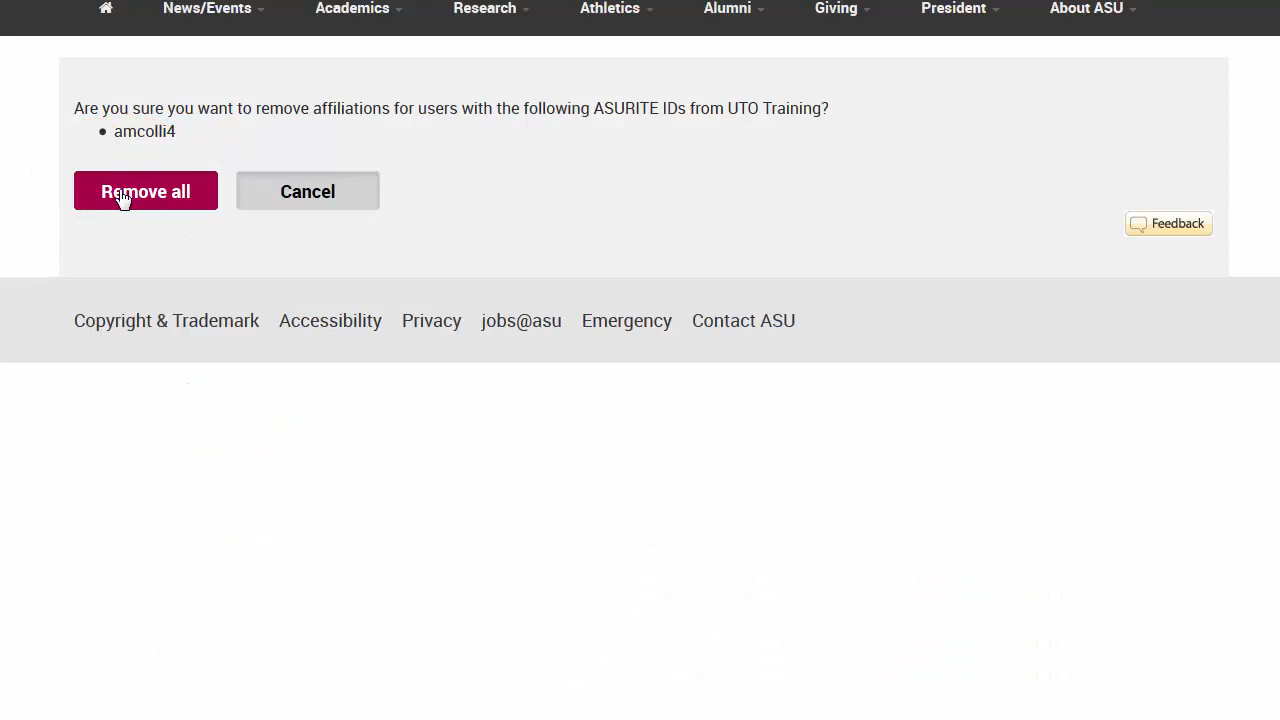 News/Events Academics Research Athletics Alumni Giving President About ASU
Are you sure you want to remove affiliations for users with the following ASURITE IDs from UTO Training?
amcolli4
Remove all Cancel
Feedback
Copyright & Trademark Accessibility Privacy jobs@asu Emergency Contact ASU